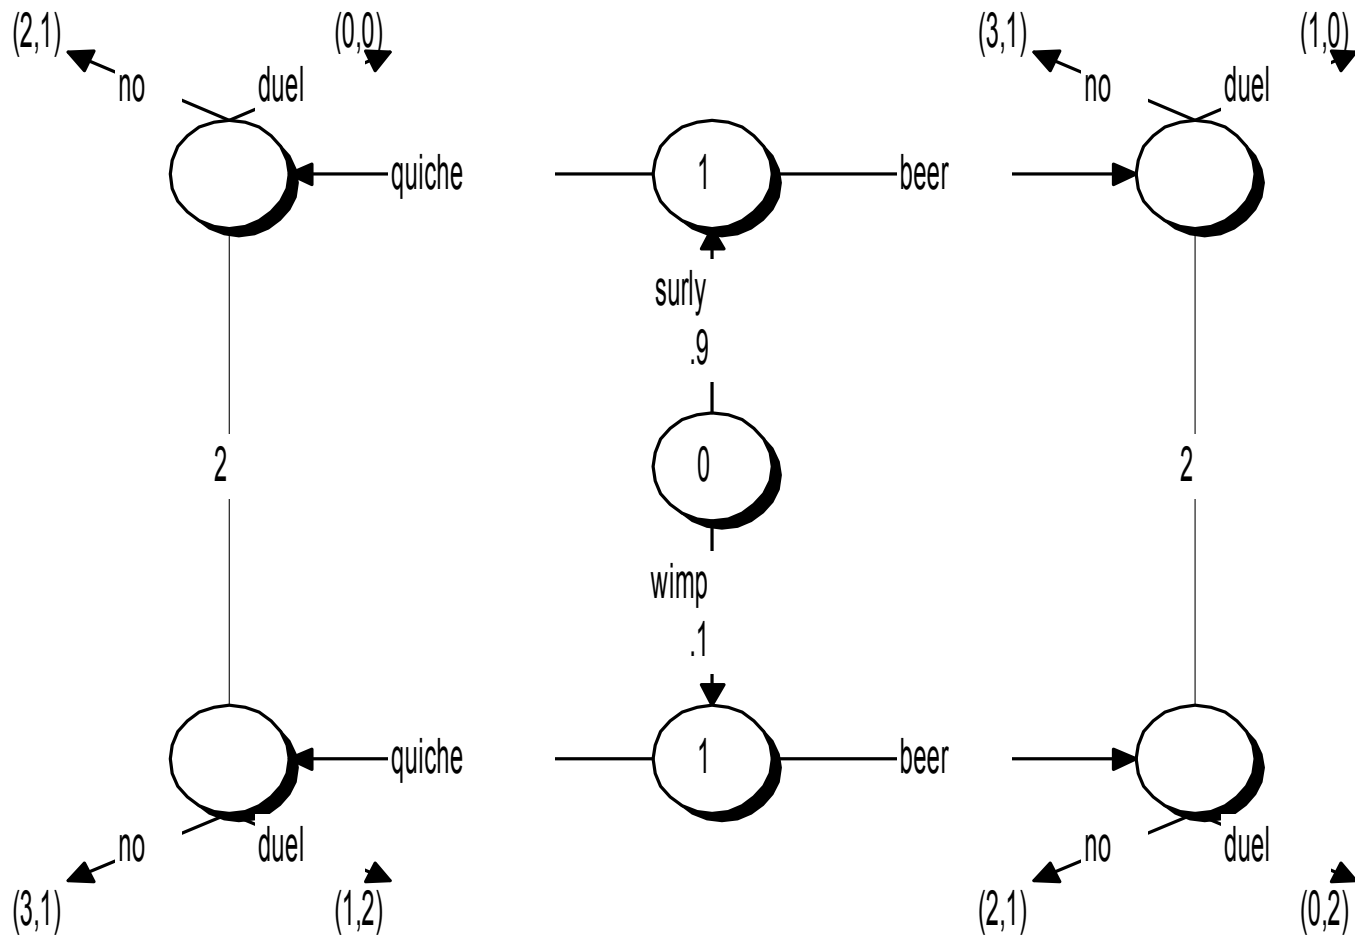 (2,1) (0,0) (3,1) (1,0)
no duel no duel
quiche 1 beer
surly
.9
2 0 2
wimp
.1
quiche 1 beer
no duel no duel
(3,1) (1,2) (2,1) (0,2)